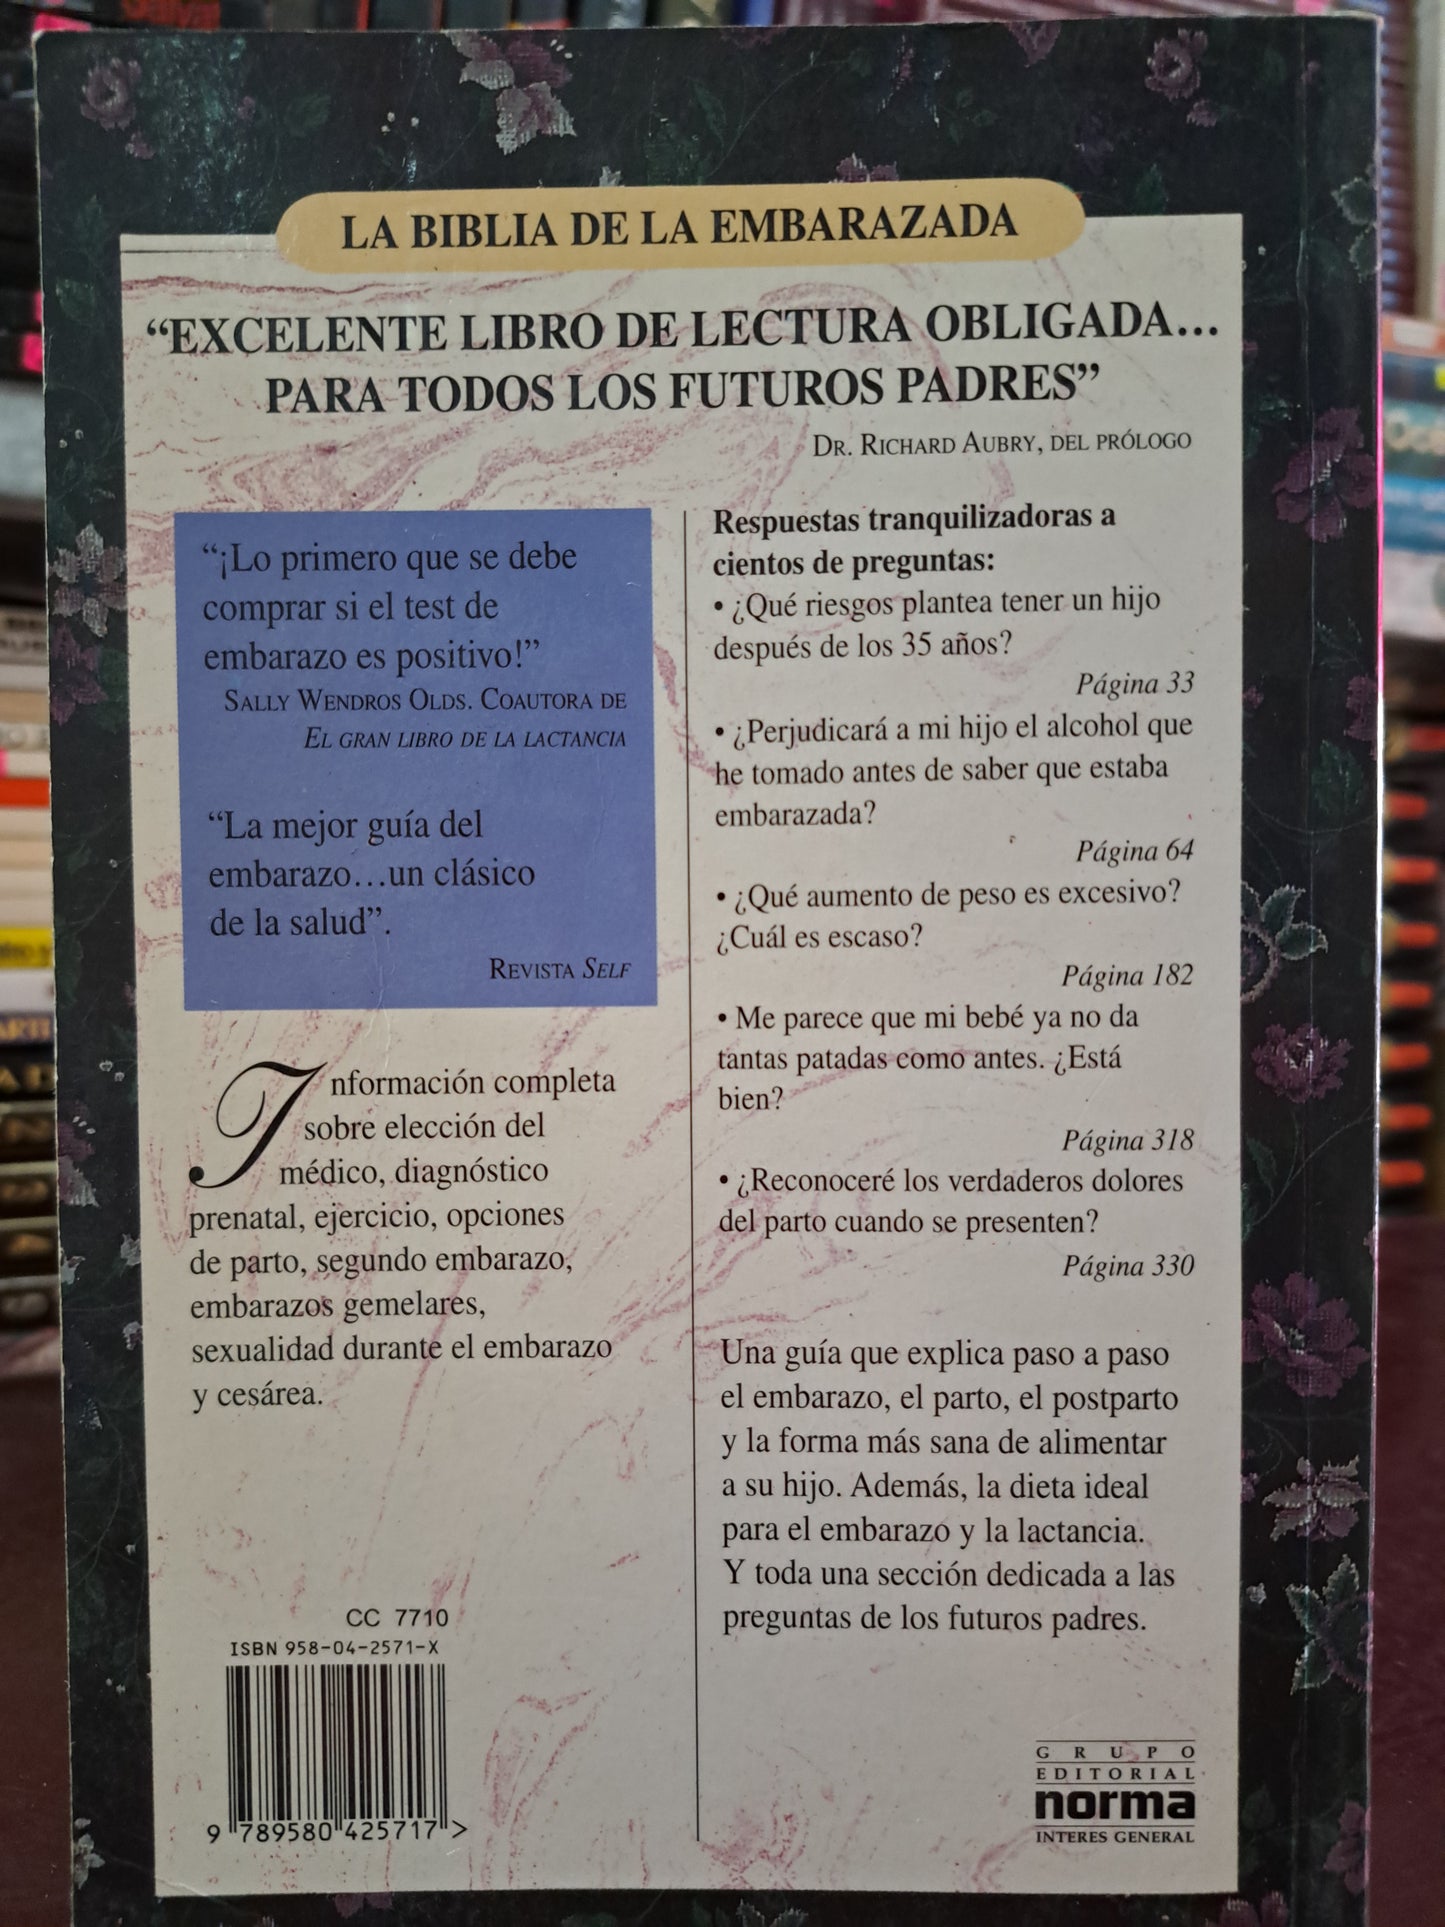 LA BIBLIA DE LA EMBARAZADA
“EXCELENTE LIBRO DE LECTURA OBLIGADA...
PARA TODOS LOS FUTUROS PADRES”
DR. RICHARD AUBRY, DEL PRÓLOGO
“¡Lo primero que se debe
comprar si el test de
embarazo es positivo!”
SALLY WENDROS OLDS. COAUTORA DE
EL GRAN LIBRO DE LA LACTANCIA
“La mejor guía del
embarazo...un clásico
de la salud”.
REVISTA SELF
Información completa
sobre elección del
médico, diagnóstico
prenatal, ejercicio, opciones
de parto, segundo embarazo,
embarazos gemelares,
sexualidad durante el embarazo
y cesárea.
CC 7710
ISBN 958-04-2571-X
9 789580 425717 >
Respuestas tranquilizadoras a
cientos de preguntas:
• ¿Qué riesgos plantea tener un hijo
después de los 35 años?
Página 33
• ¿Perjudicará a mi hijo el alcohol que
he tomado antes de saber que estaba
embarazada?
Página 64
• ¿Qué aumento de peso es excesivo?
¿Cuál es escaso?
Página 182
• Me parece que mi bebé ya no da
tantas patadas como antes. ¿Está
bien?
Página 318
• ¿Reconoceré los verdaderos dolores
del parto cuando se presenten?
Página 330
Una guía que explica paso a paso
el embarazo, el parto, el postparto
y la forma más sana de alimentar
a su hijo. Además, la dieta ideal
para el embarazo y la lactancia.
Y toda una sección dedicada a las
preguntas de los futuros padres.
GRUPO
EDITORIAL
norma
INTERES GENERAL